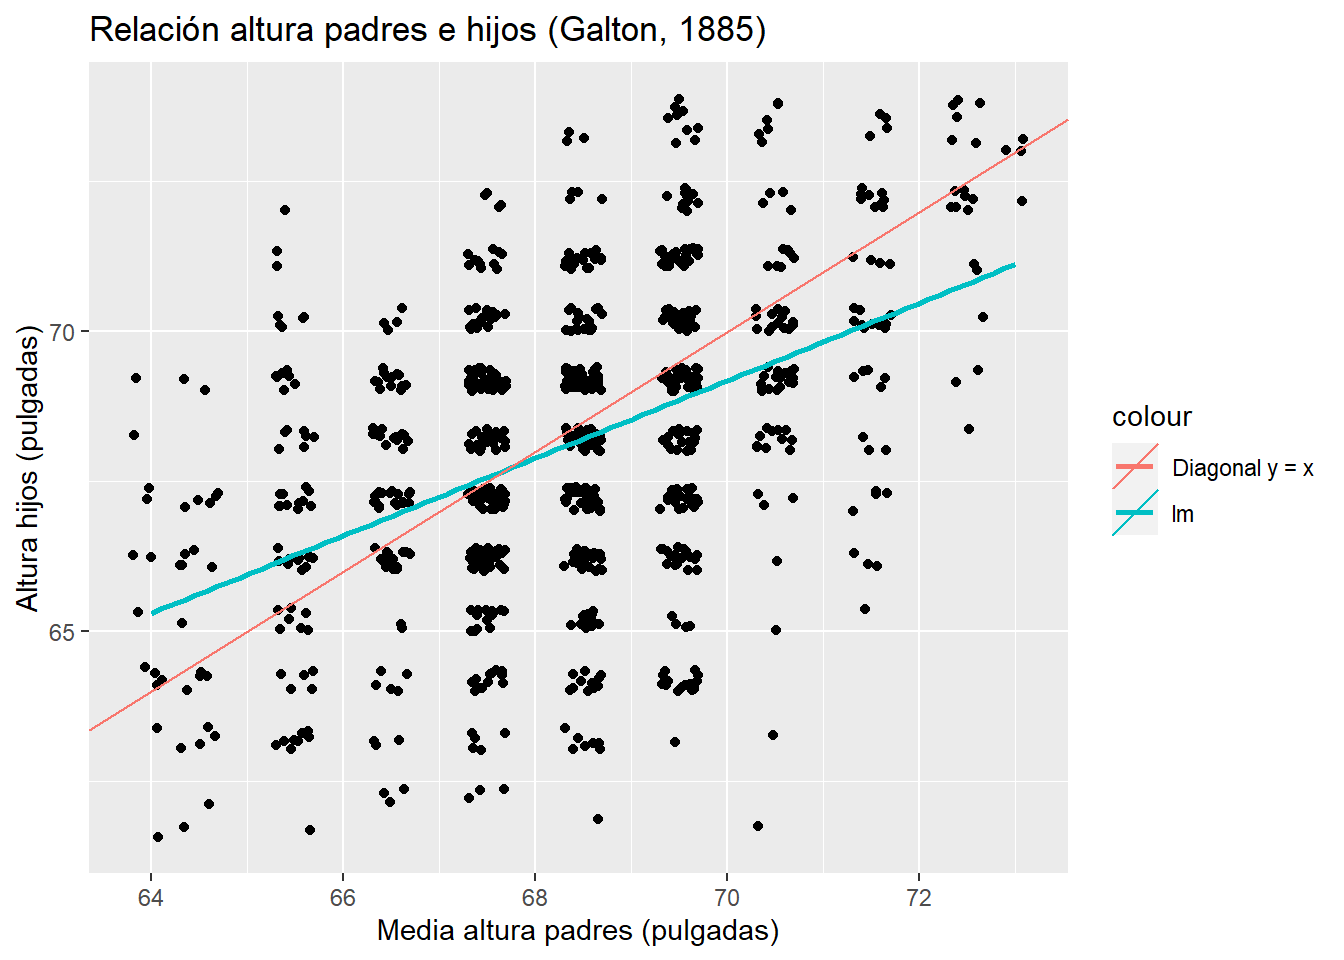 Relación altura padres e hijos (Galton, 1885)
Altura hijos (pulgadas)
70
65
64 66 68 70 72
Media altura padres (pulgadas)
colour
Diagonal y = x
lm